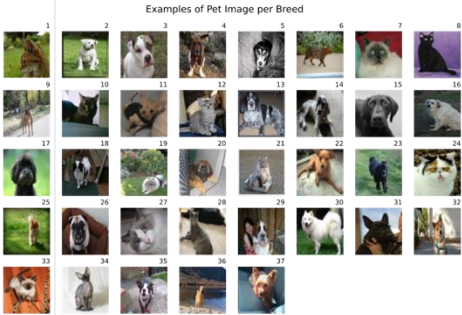 Examples of Pet Image per Breed
1 2 3 4 5 6 7 8
9 10 11 12 13 14 15 16
17 18 19 20 21 22 23 24
25 26 27 28 29 30 31 32
33 34 35 36 37